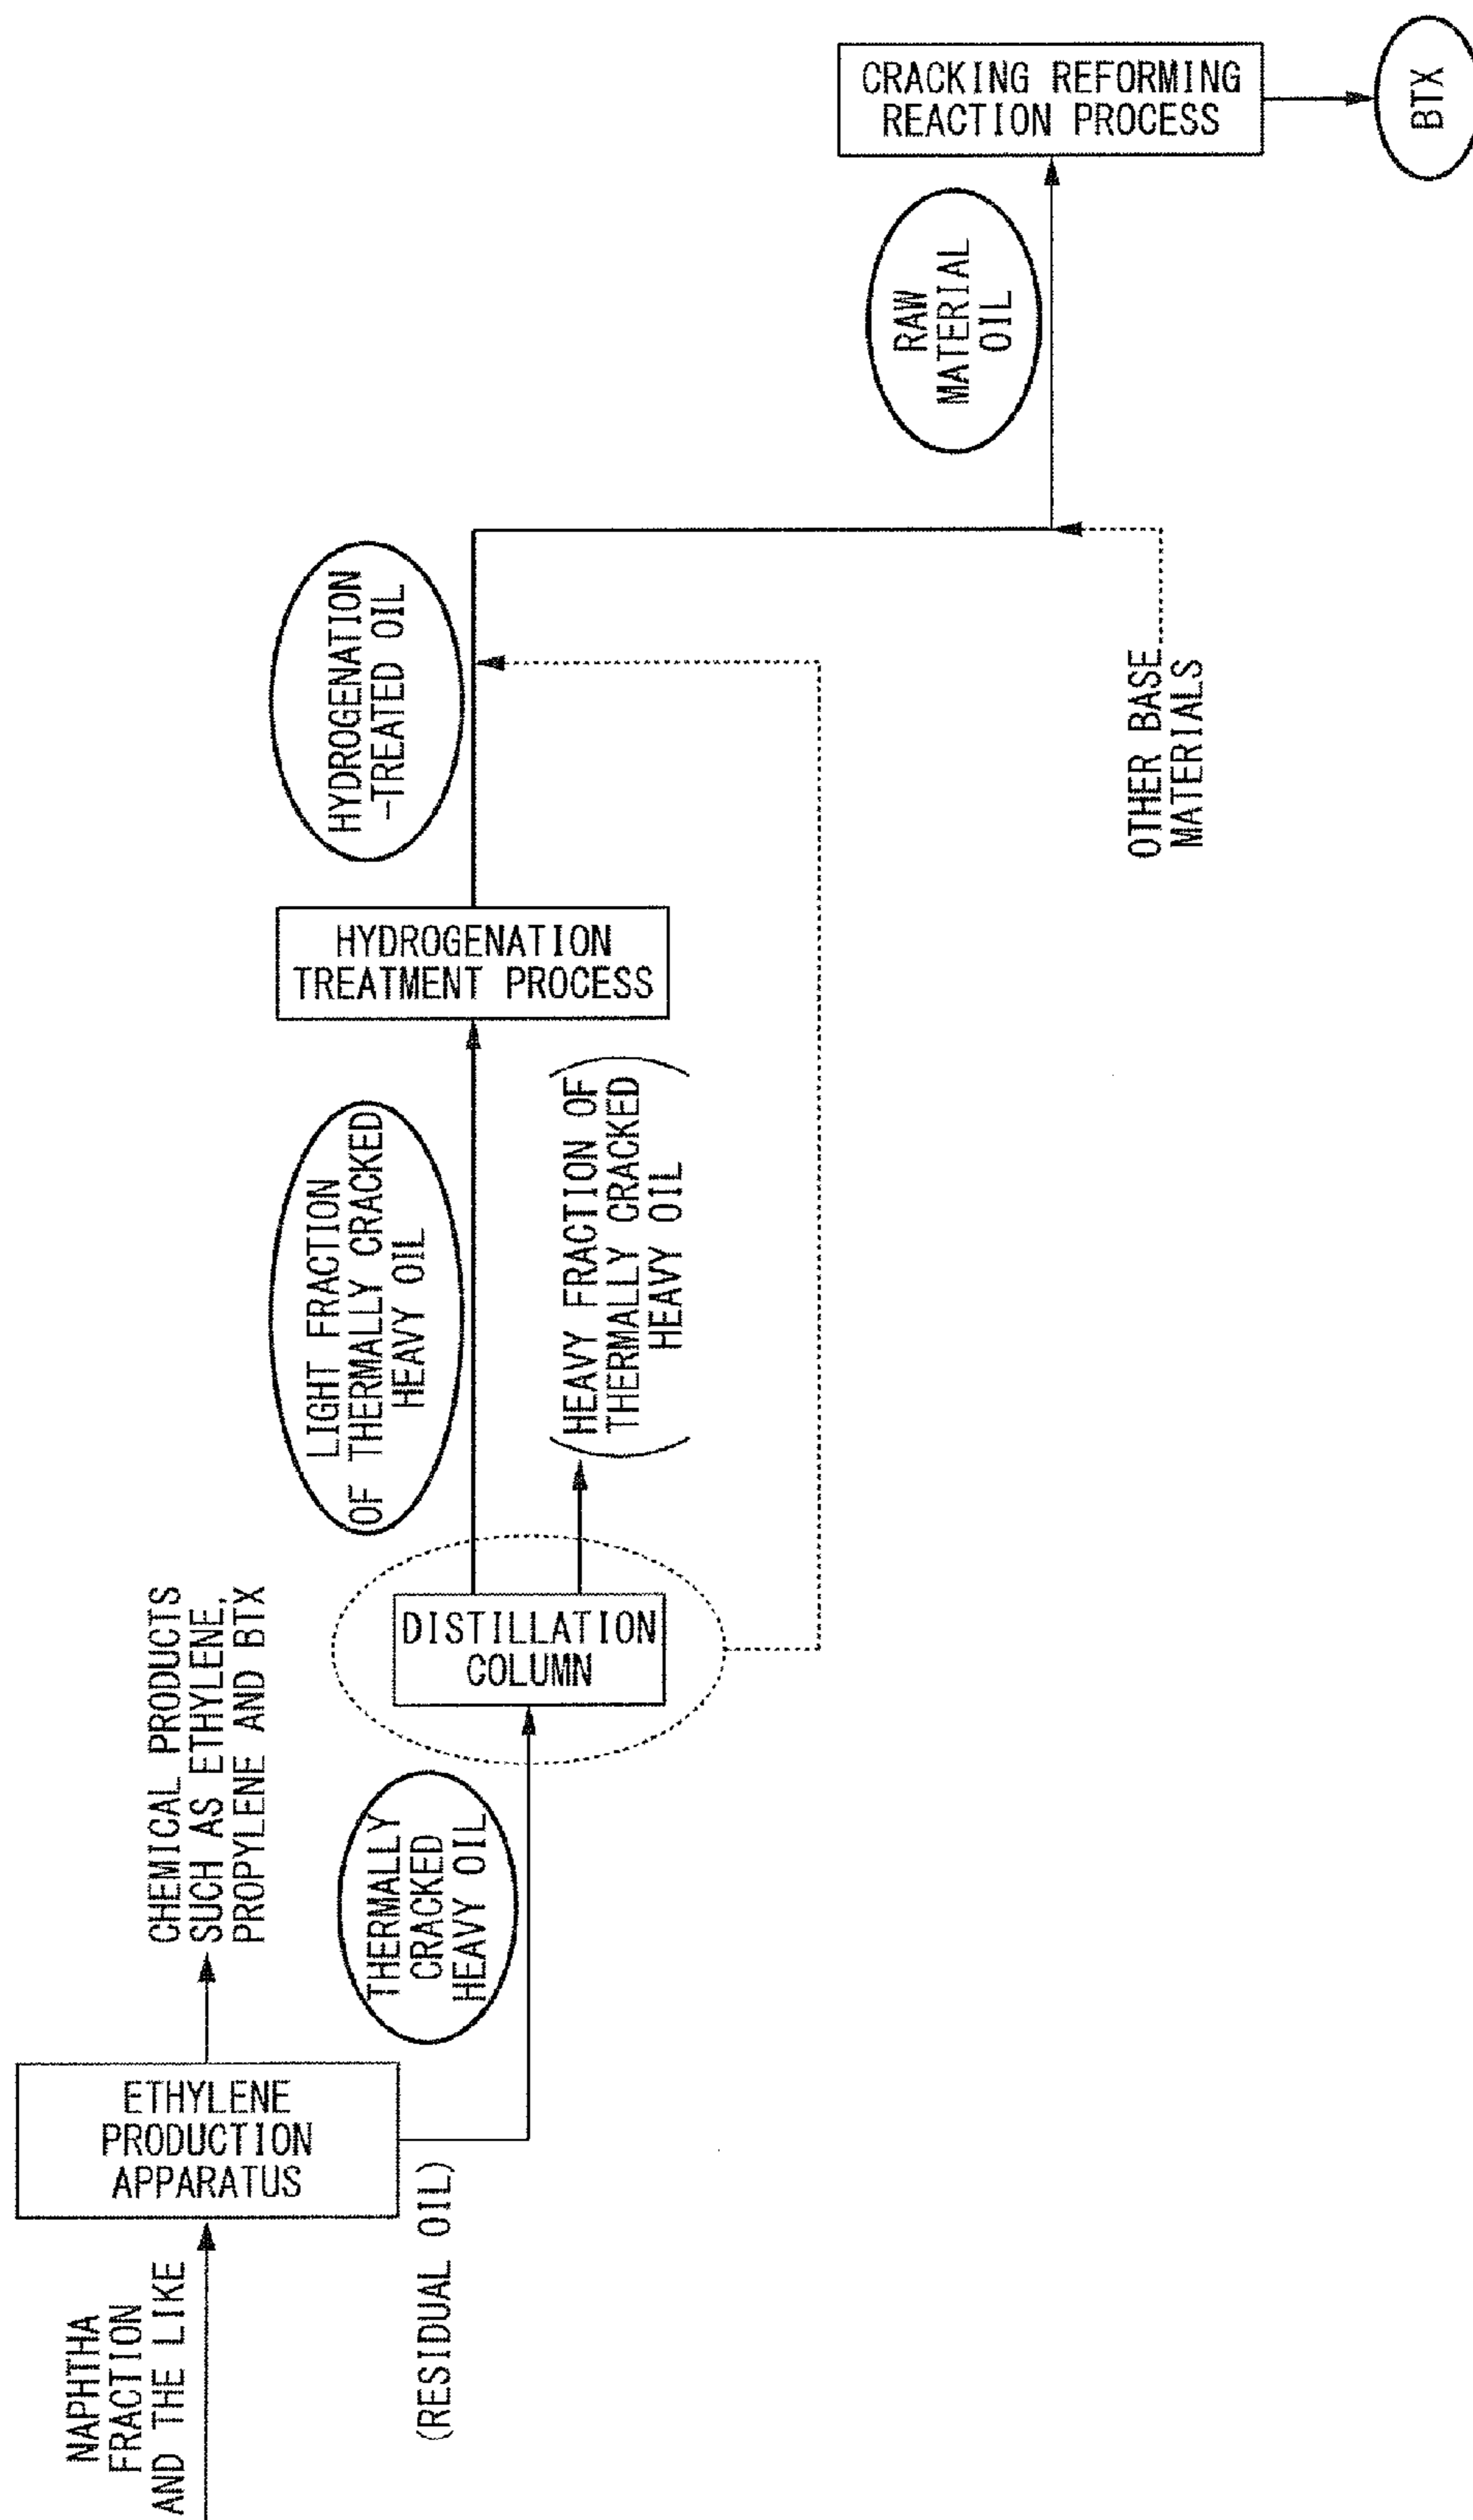 NAPHTHA
FRACTION
AND THE LIKE
ETHYLENE
PRODUCTION
APPARATUS
(RESIDUAL OIL)
CHEMICAL PRODUCTS
SUCH AS ETHYLENE,
PROPYLENE AND BTX
THERMALLY
CRACKED
HEAVY OIL
DISTILLATION
COLUMN
LIGHT FRACTION
OF THERMALLY CRACKED
HEAVY OIL
HEAVY FRACTION OF
THERMALLY CRACKED
HEAVY OIL
HYDROGENATION
TREATMENT PROCESS
HYDROGENATION
-TREATED OIL
OTHER BASE
MATERIALS
RAW
MATERIAL
OIL
CRACKING REFORMING
REACTION PROCESS
BTX